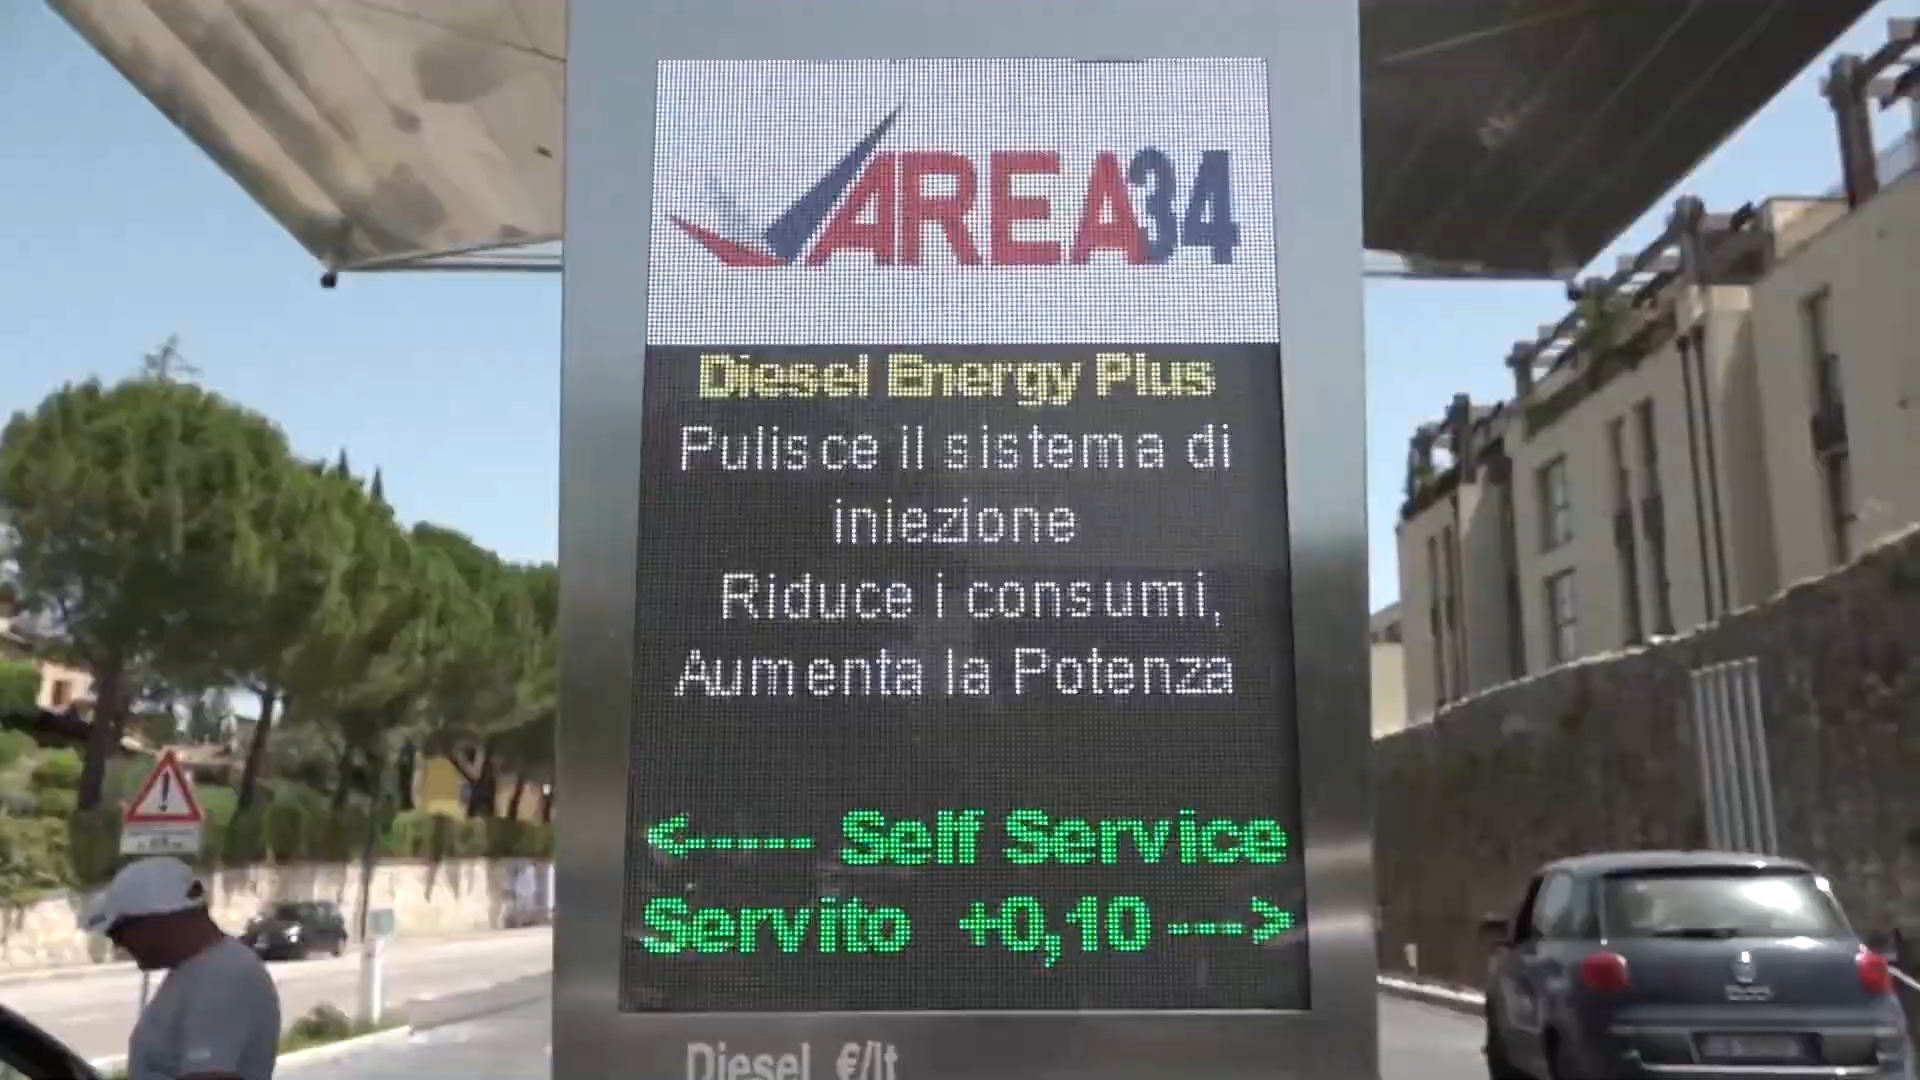 AREA34
Diesel Energy Plus
Pulisce il sistema di
iniezione
Riduce i consumi,
Aumenta la Potenza
<---- Self Service
Servito +0,10 --->
Diesel €/lt